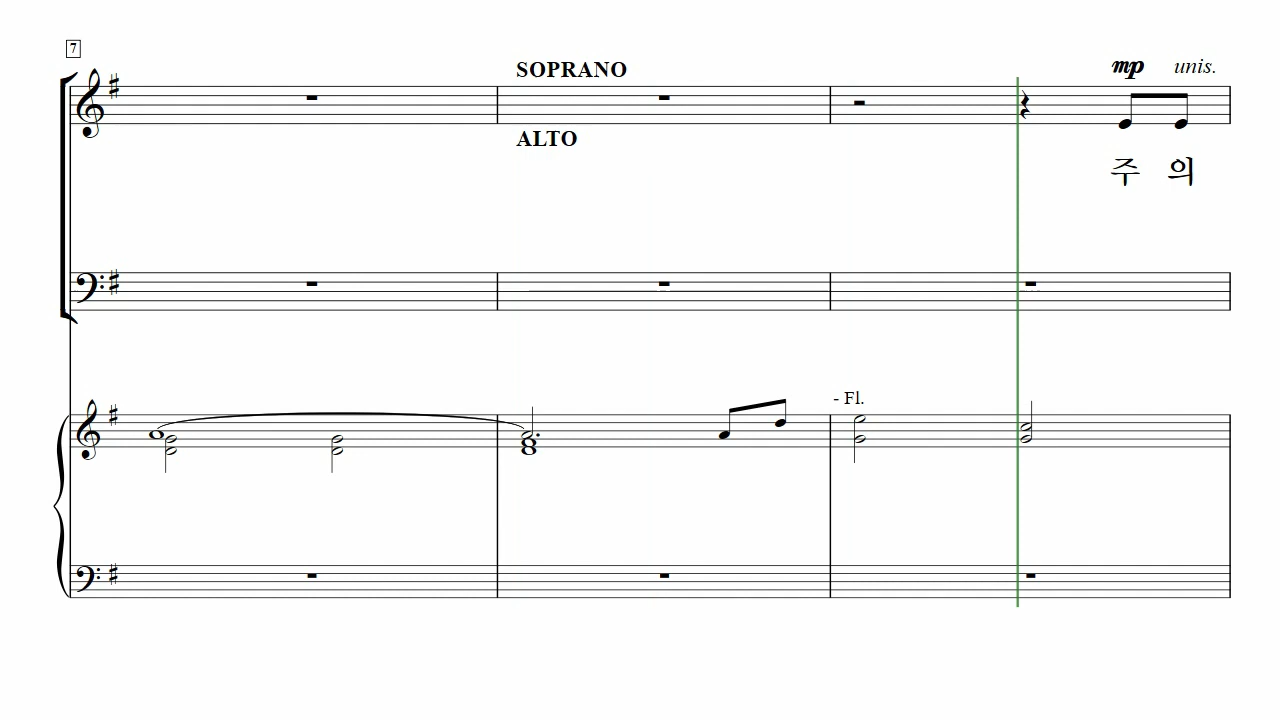 7
SOPRANO
mp unis.
ALTO
주 의
- Fl.